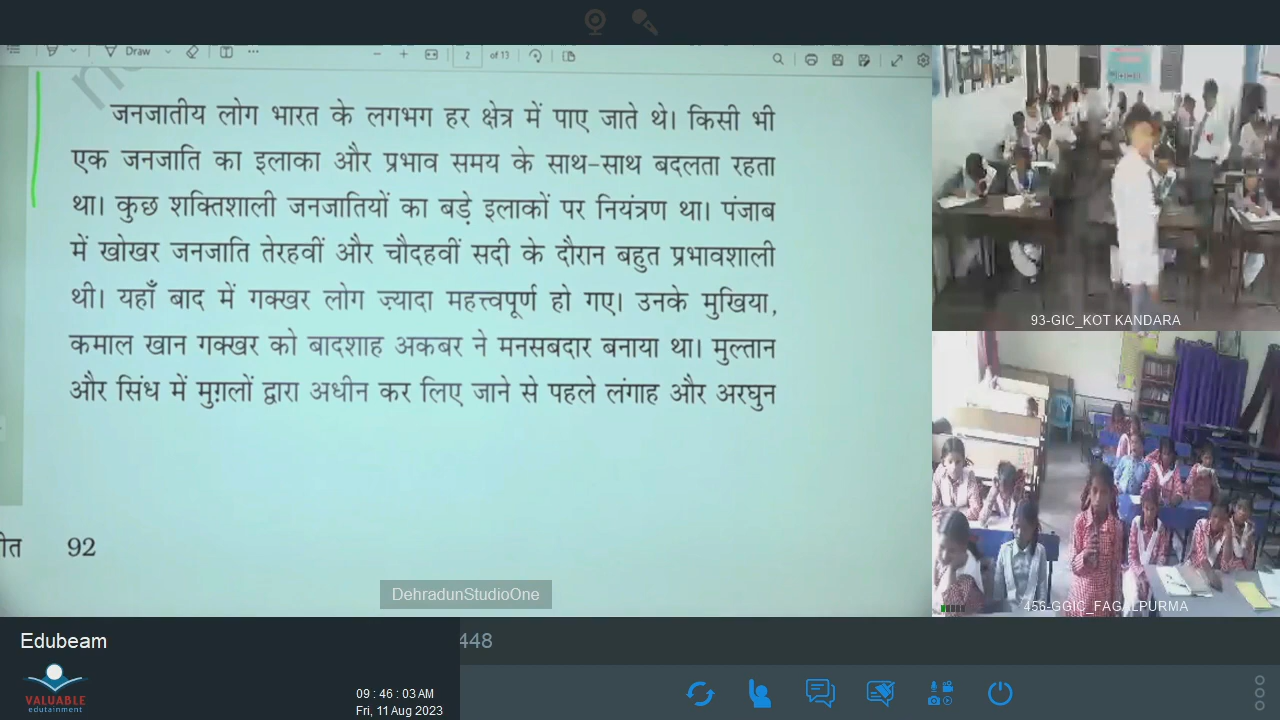 Draw
2
of 13
जनजातीय लोग भारत के लगभग हर क्षेत्र में पाए जाते थे। किसी भी
एक जनजाति का इलाका और प्रभाव समय के साथ-साथ बदलता रहता
था। कुछ शक्तिशाली जनजातियों का बड़े इलाकों पर नियंत्रण था। पंजाब
में खोखर जनजाति तेरहवीं और चौदहवीं सदी के दौरान बहुत प्रभावशाली
थी। यहाँ बाद में गक्खर लोग ज़्यादा महत्त्वपूर्ण हो गए। उनके मुखिया,
कमाल खान गक्खर को बादशाह अकबर ने मनसबदार बनाया था। मुल्तान
और सिंध में मुग़लों द्वारा अधीन कर लिए जाने से पहले लंगाह और अरघुन
92
DehradunStudioOne
93-GIC_KOT KANDARA
456-GGIC_FAGALPURMA
Edubeam
448
VALUABLE
edutainment
09 : 46 : 03 AM
Fri, 11 Aug 2023